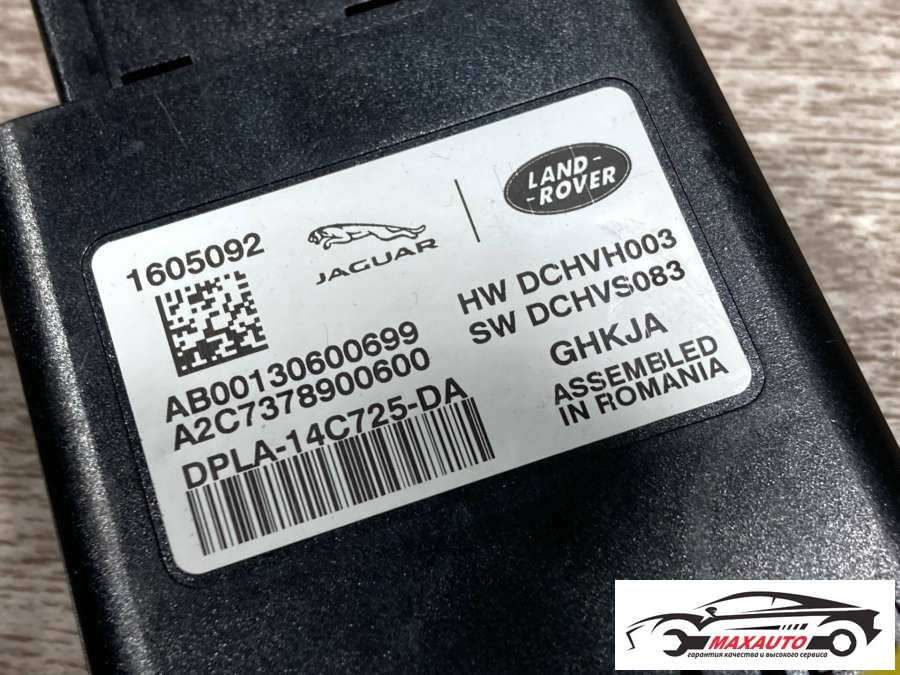 1605092
JAGUAR
LAND-
-ROVER
HW DCHVH003
SW DCHVS083
AB00130600699
A2C7378900600
DPLA-14C725-DA
GHKJA
ASSEMBLED
IN ROMANIA
MAXAUTO
гарантия качества и высокого сервиса